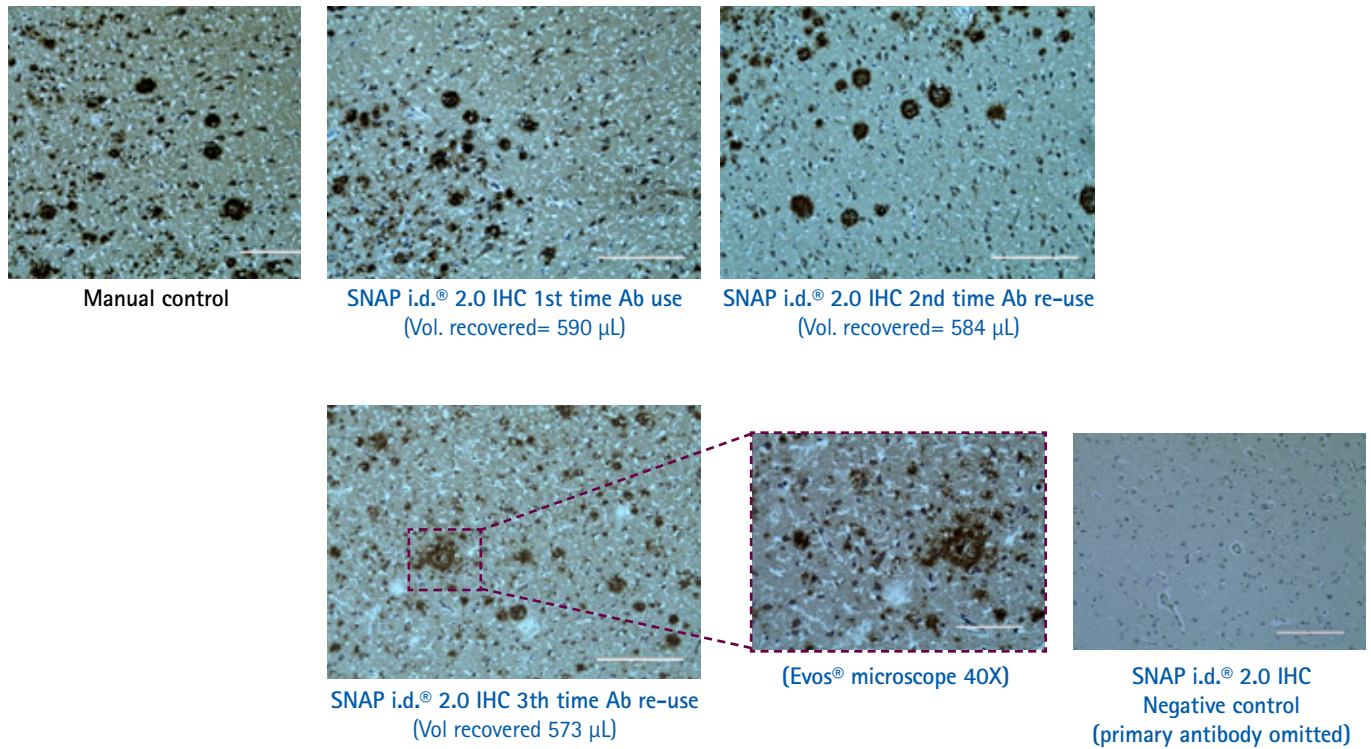 Manual control
SNAP i.d.® 2.0 IHC 1st time Ab use
(Vol. recovered= 590 µL)
SNAP i.d.® 2.0 IHC 2nd time Ab re-use
(Vol. recovered= 584 µL)
SNAP i.d.® 2.0 IHC 3th time Ab re-use
(Vol recovered 573 µL)
(Evos® microscope 40X)
SNAP i.d.® 2.0 IHC
Negative control
(primary antibody omitted)